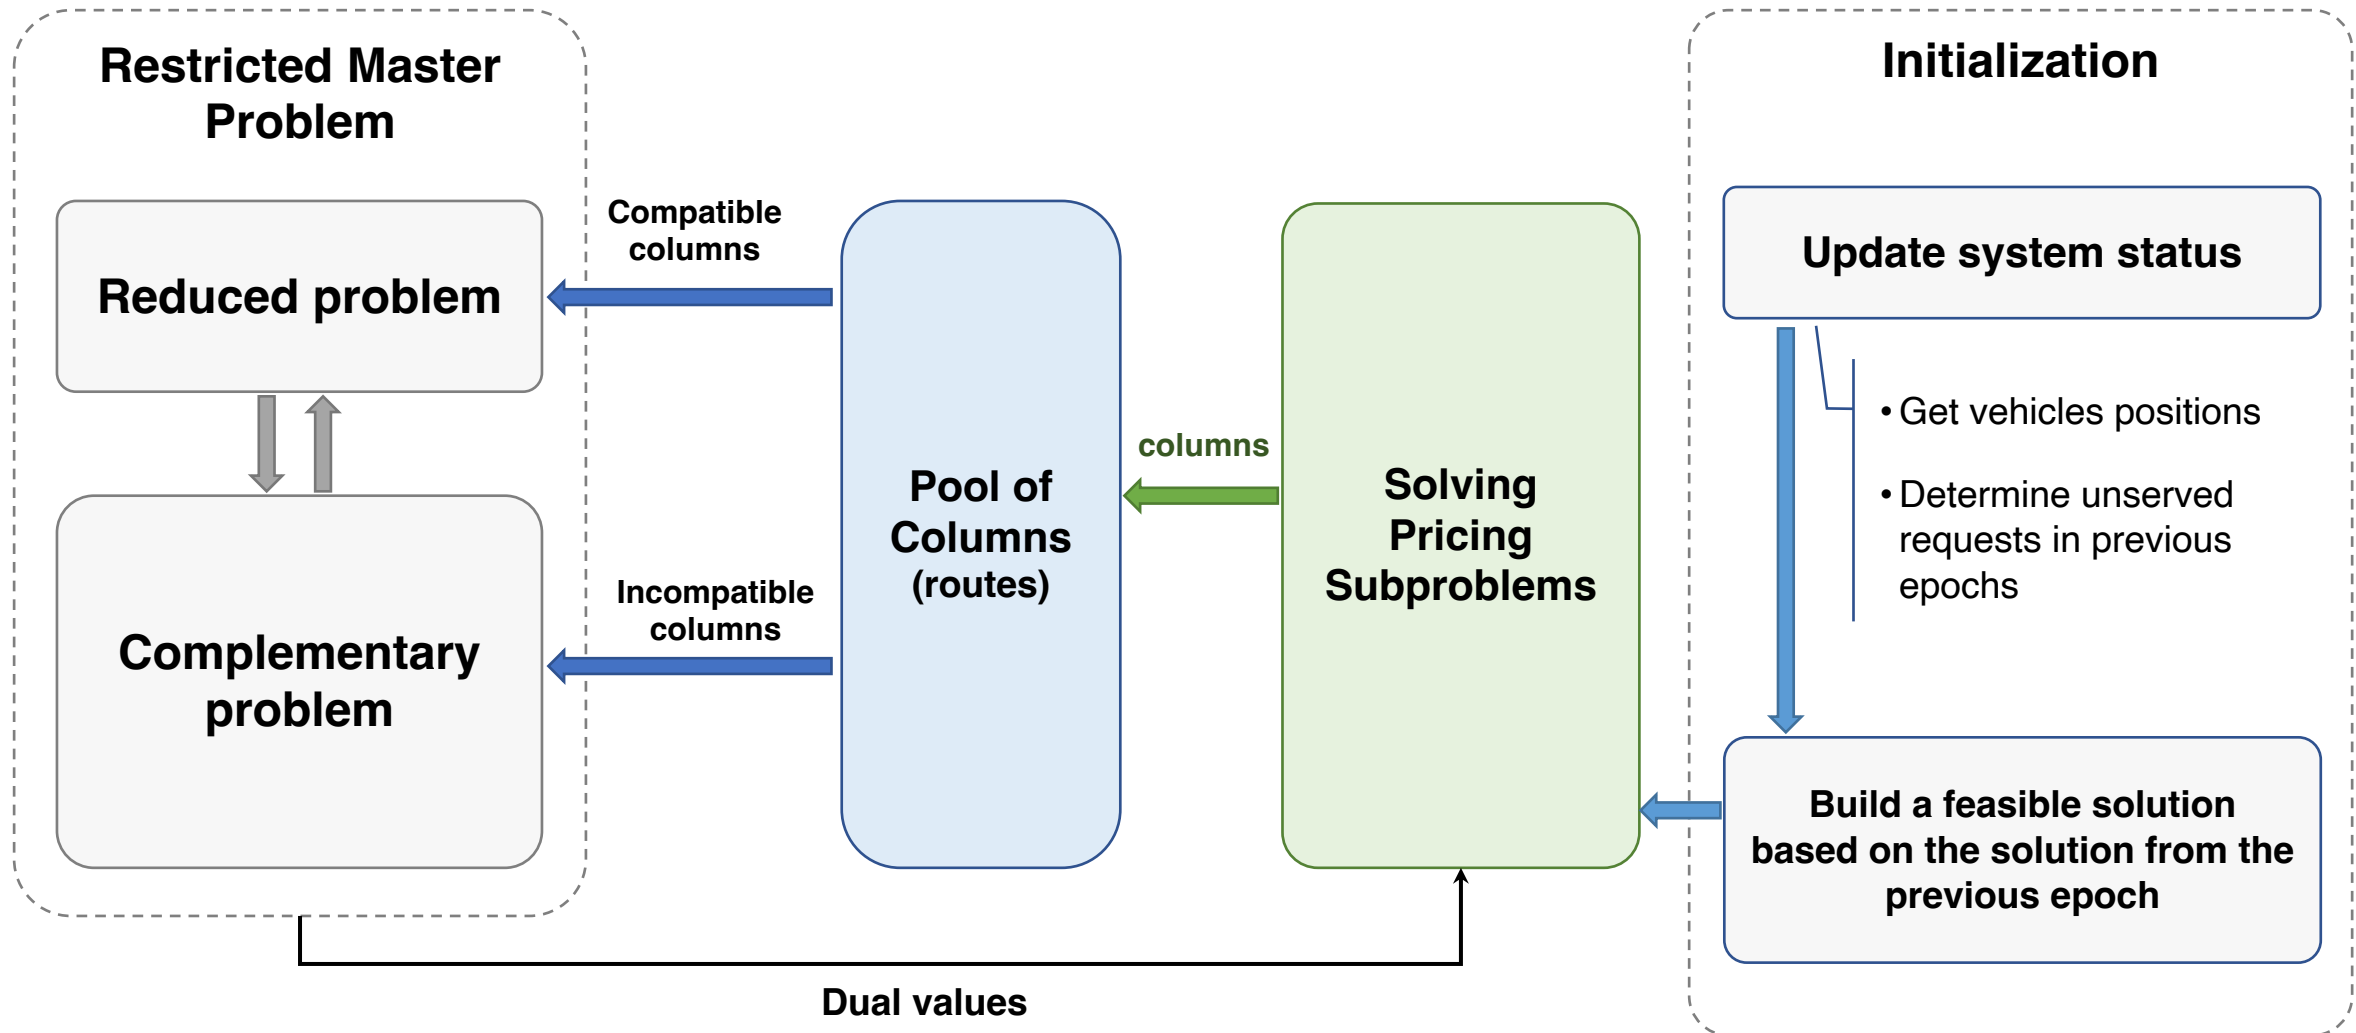 Restricted Master
Problem
Reduced problem
Complementary
problem
Compatible
columns
Incompatible
columns
Pool of
Columns
(routes)
columns
Solving
Pricing
Subproblems
Dual values
Initialization
Update system status
• Get vehicles positions
• Determine unserved
requests in previous
epochs
Build a feasible solution
based on the solution from the
previous epoch